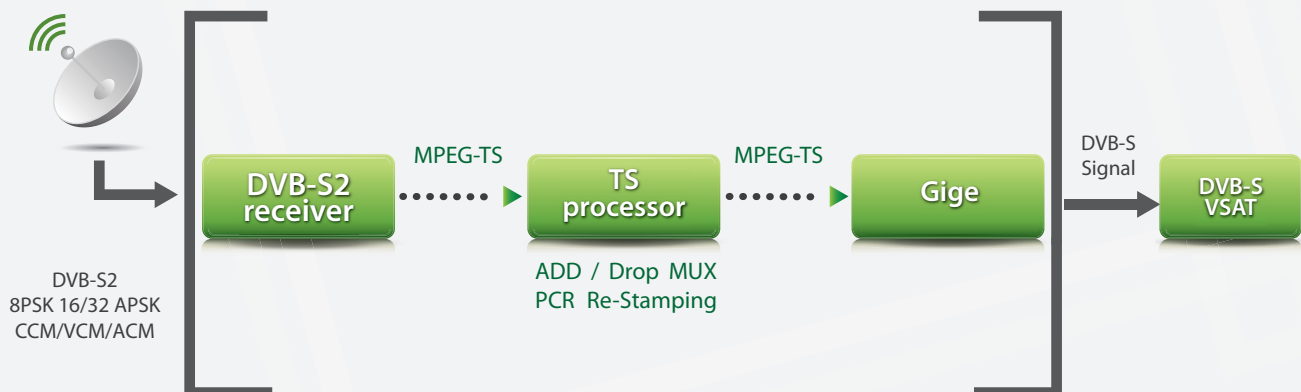 DVB-S2
8PSK 16/32 APSK
CCM/VCM/ACM
DVB-S2
receiver
MPEG-TS
TS
processor
ADD / Drop MUX
PCR Re-Stamping
MPEG-TS
Gige
DVB-S
Signal
DVB-S
VSAT